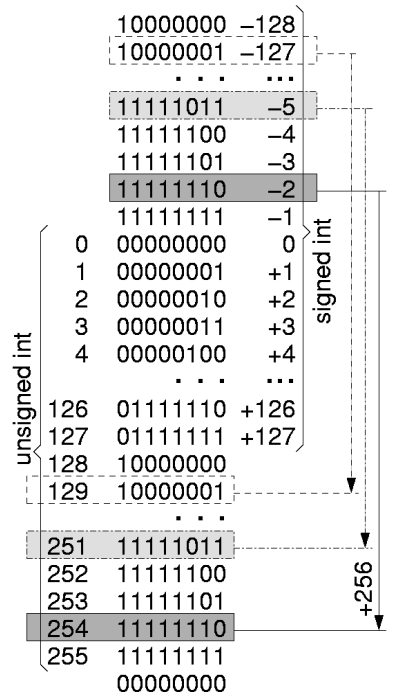 10000000 −128
10000001 −127
. . . ...
11111011 −5
11111100 −4
11111101 −3
11111110 −2
11111111 −1
0 00000000 0
1 00000001 +1
2 00000010 +2
3 00000011 +3
4 00000100 +4
. . . ...
126 01111110 +126
127 01111111 +127
128 10000000
129 10000001
. . .
251 11111011
252 11111100
253 11111101
254 11111110
255 11111111
00000000
unsigned int
signed int
+256